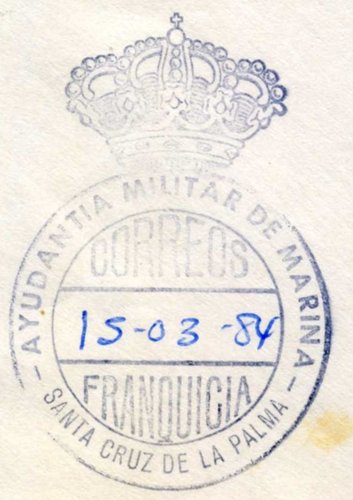 - AYUDANTIA MILITAR DE MARINA -
CORREOS
15-03-84
FRANQUICIA
SANTA CRUZ DE LA PALMA